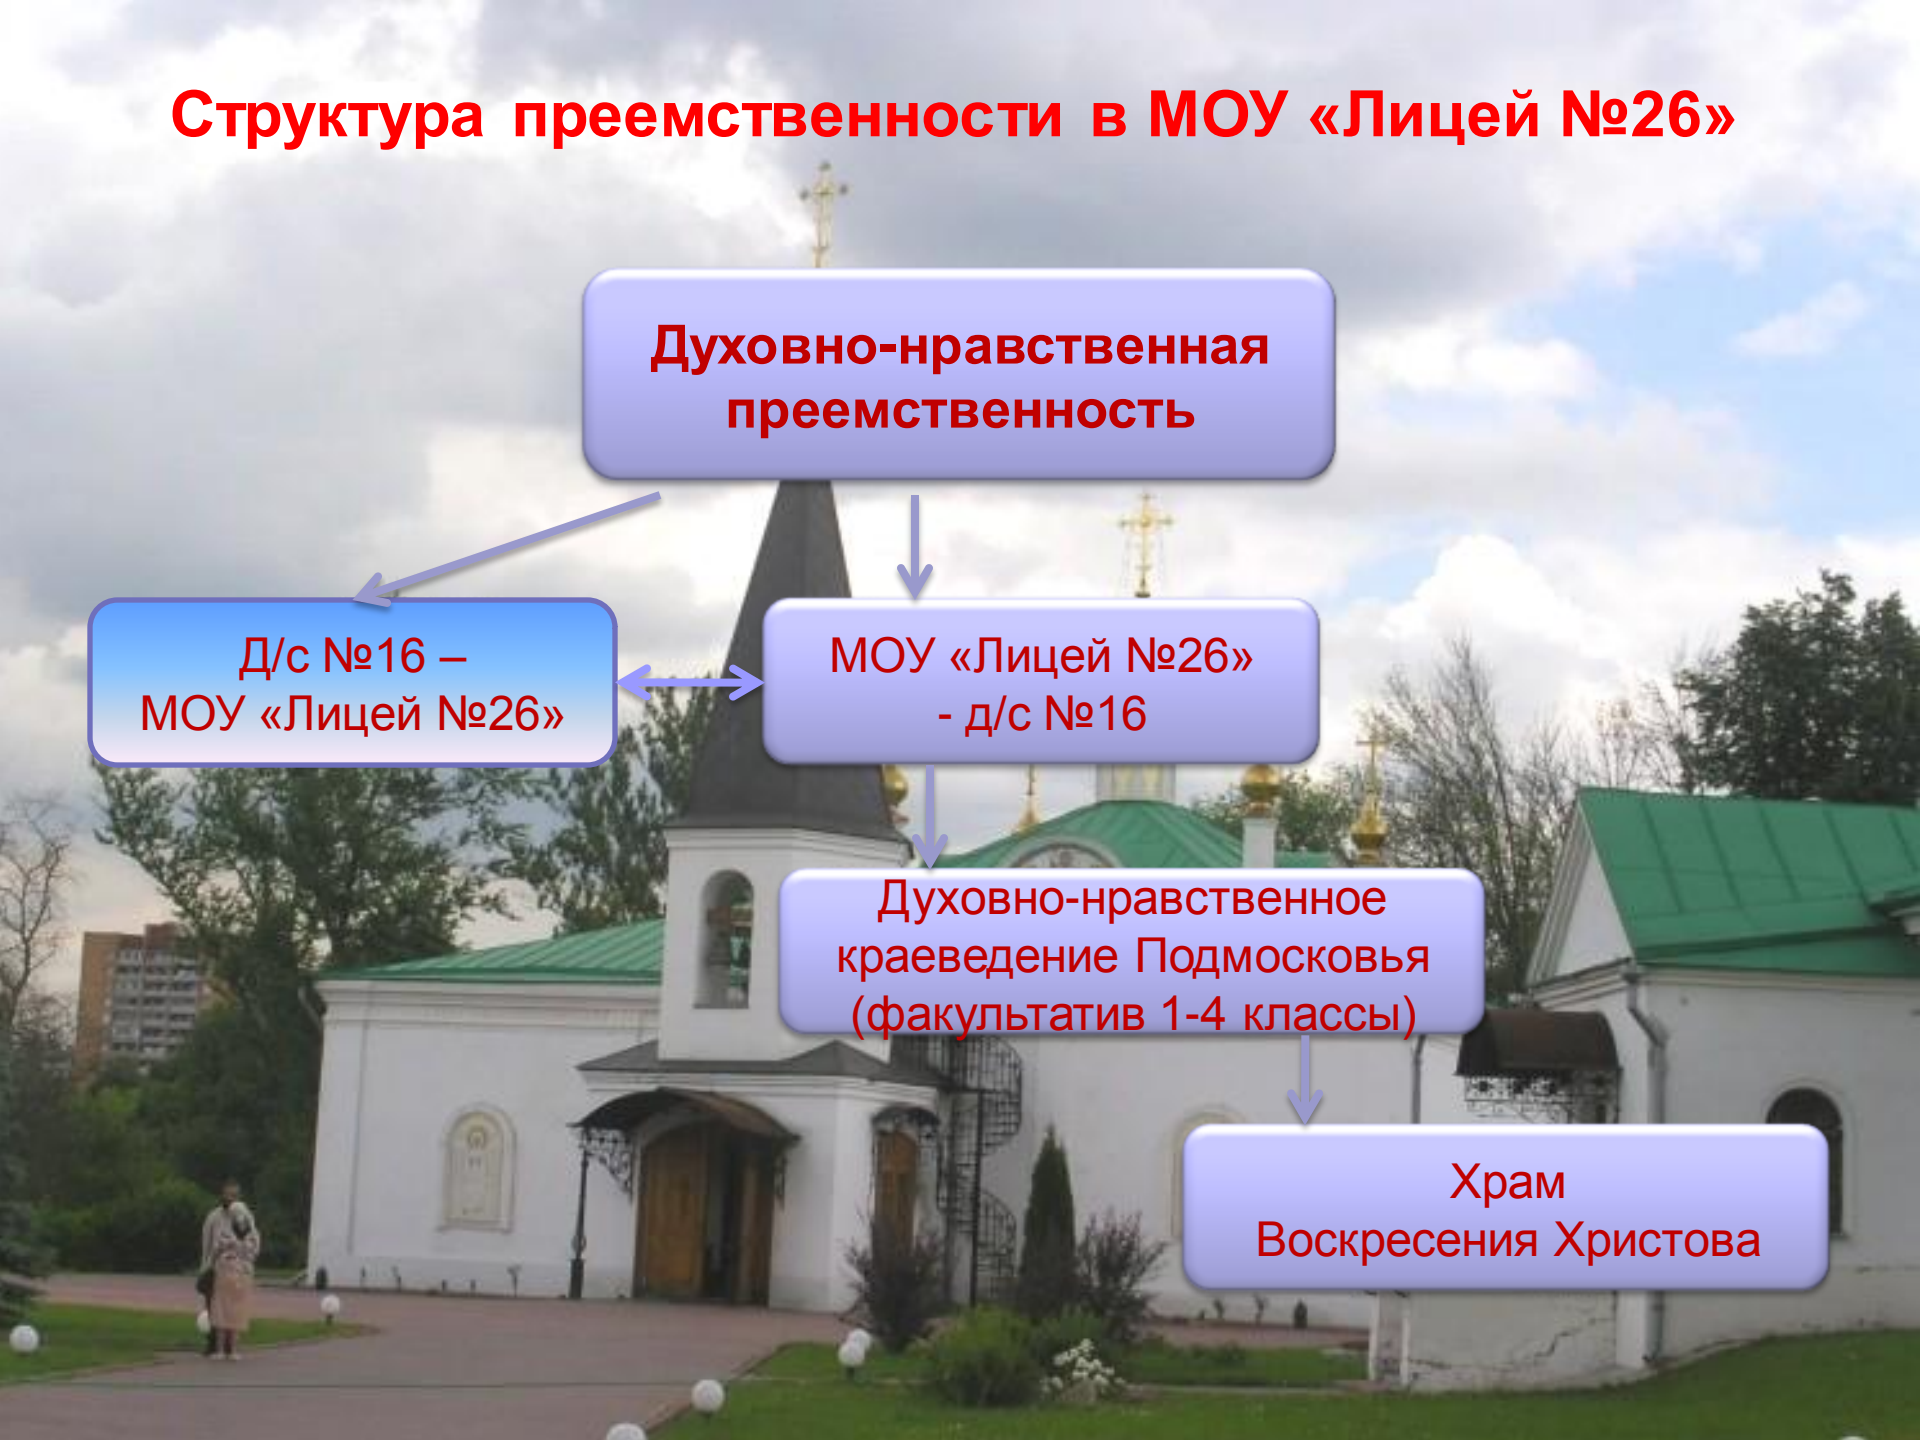 Структура преемственности в МОУ «Лицей №26»
Духовно-нравственная
преемственность
Д/с №16 –
МОУ «Лицей №26»
МОУ «Лицей №26»
- д/с №16
Духовно-нравственное
краеведение Подмосковья
(факультатив 1-4 классы)
Храм
Воскресения Христова